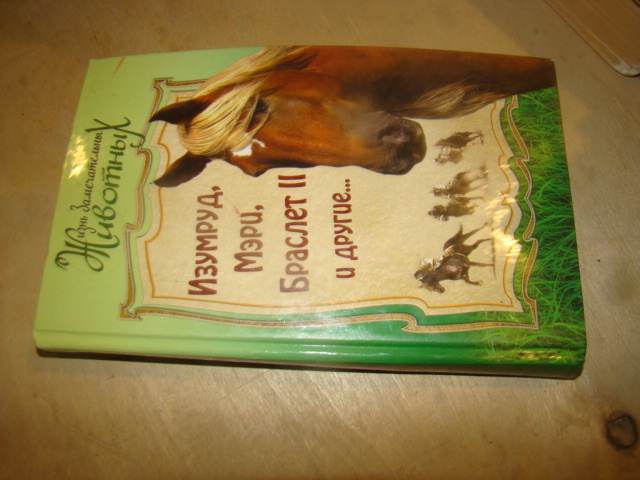 Жизнь замечательных
Животных
Изумруд,
Мэри,
Браслет II
и другие...